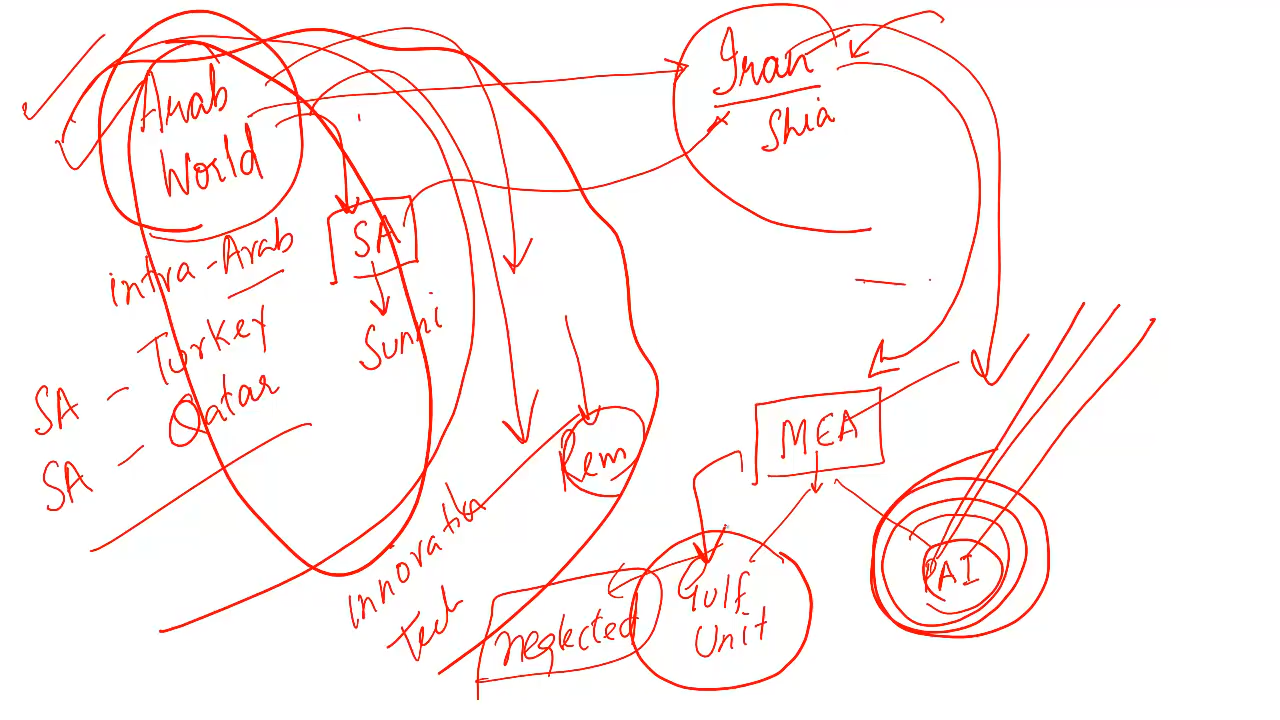 Arab
World
Iran
Shia
SA
Sunni
intra-Arab
SA - Turkey
SA - Qatar
Rem
Tech
MEA
Gulf
Unit
neglected
PAI